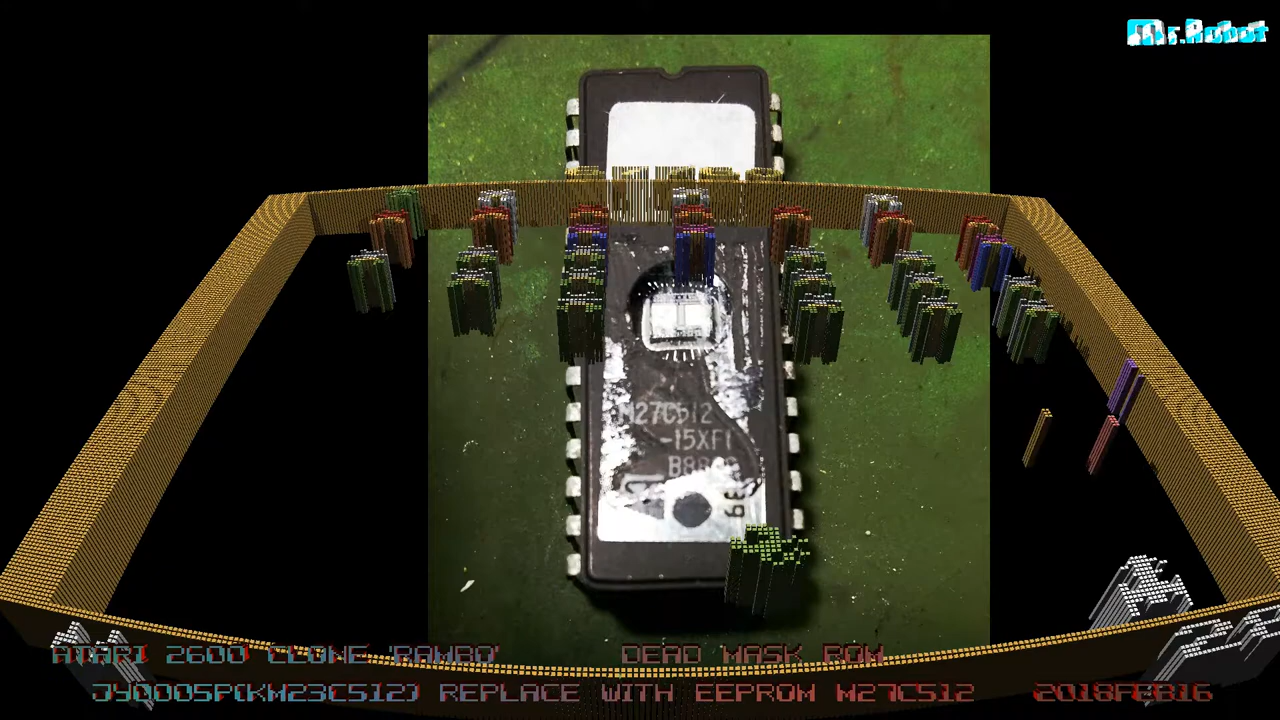 Mr.Robot
M27C512
-15XF1
ATARI 2600 CLONE 'RAMBO' DEAD MASK ROM
JY0005P(KM23C512) REPLACE WITH EEPROM M27C512 2018FEB16